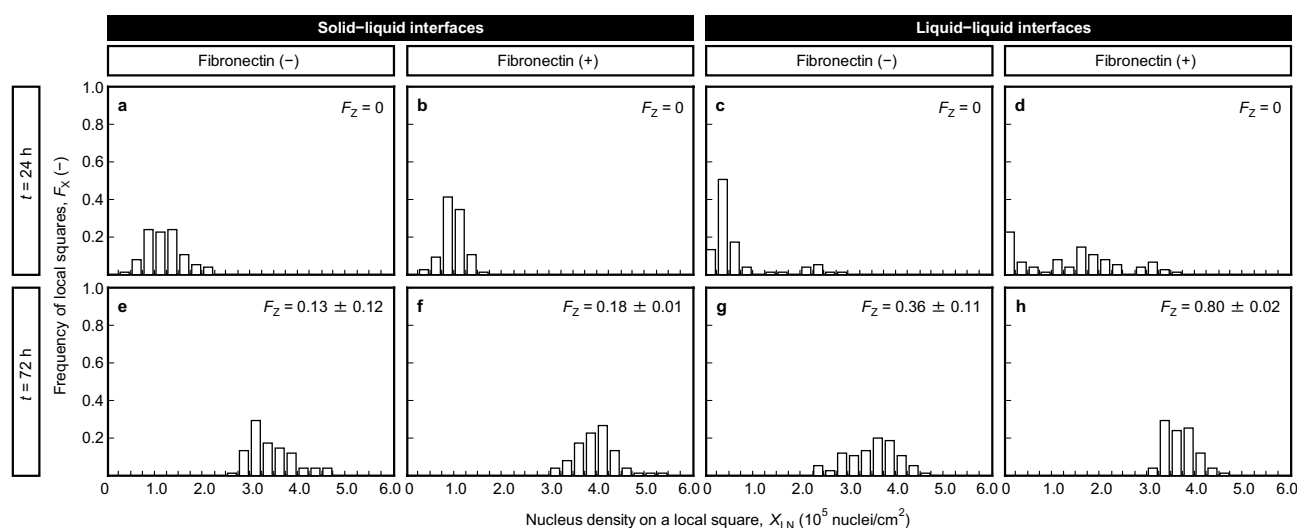 Solid−liquid interfaces Liquid−liquid interfaces
Fibronectin (−) Fibronectin (+) Fibronectin (−) Fibronectin (+)
t = 24 h
t = 72 h
Frequency of local squares, F_X (−)
1.0 0.8 0.6 0.4 0.2
a F_Z = 0
b F_Z = 0
c F_Z = 0
d F_Z = 0
1.0 0.8 0.6 0.4 0.2
e F_Z = 0.13 ± 0.12
f F_Z = 0.18 ± 0.01
g F_Z = 0.36 ± 0.11
h F_Z = 0.80 ± 0.02
0 1.0 2.0 3.0 4.0 5.0 6.0 0 1.0 2.0 3.0 4.0 5.0 6.0 0 1.0 2.0 3.0 4.0 5.0 6.0 0 1.0 2.0 3.0 4.0 5.0 6.0
Nucleus density on a local square, X_LN (10⁵ nuclei/cm²)